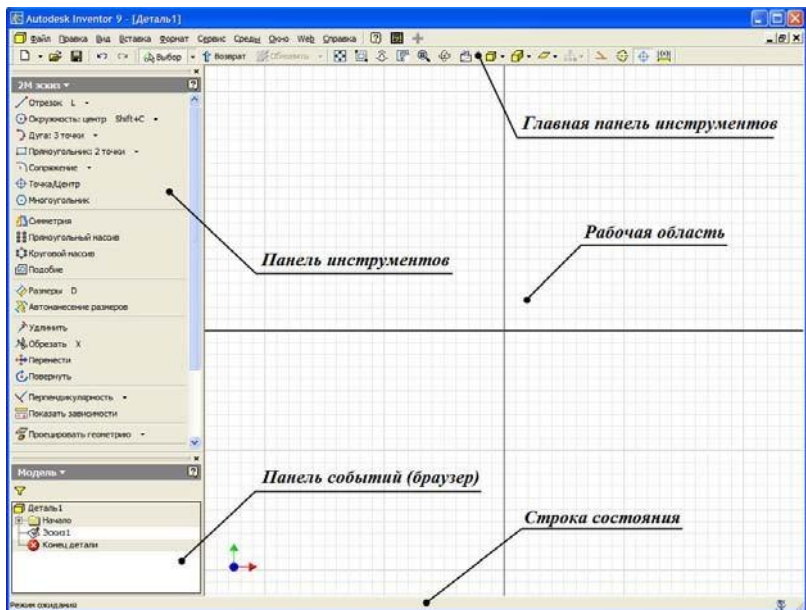 Autodesk Inventor 9 - [Деталь1]
Файл Правка Вид Вставка Формат Сервис Среды Окно Web Справка
Выбор Возврат Обновить
2М эскиз
Отрезок L
Окружность: центр Shift+C
Дуга: 3 точки
Прямоугольник: 2 точки
Сопряжение
Точка/Центр
Многоугольник
Симметрия
Прямоугольный массив
Круговой массив
Подобие
Размеры D
Автонанесение размеров
Удлинить
Обрезать X
Перенести
Повернуть
Перпендикулярность
Показать зависимости
Проецировать геометрию
Модель
Деталь1
Начало
Эскиз1
Конец детали
Главная панель инструментов
Рабочая область
Панель инструментов
Панель событий (браузер)
Строка состояния
Режим ожидания